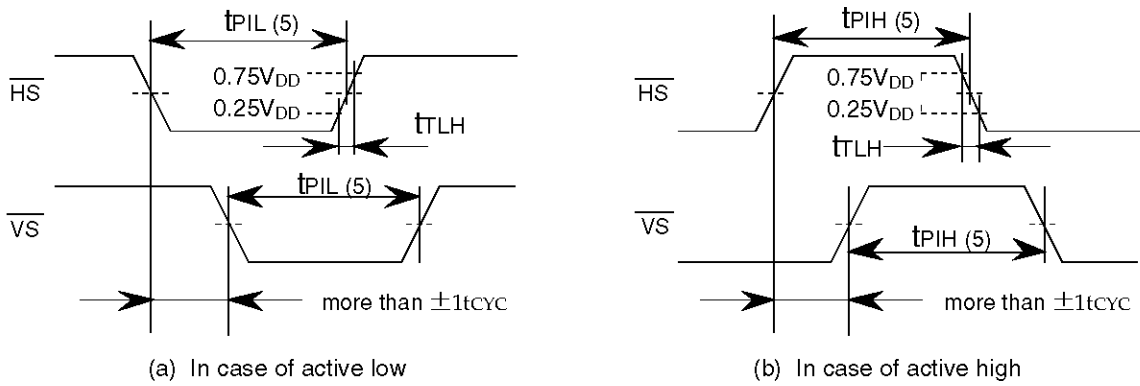 tPIL (5)
HS
0.75VDD
0.25VDD
tTLH
tPIL (5)
VS
more than ±1tCYC
(a) In case of active low
tPIH (5)
HS
0.75VDD
0.25VDD
tTLH
VS
tPIH (5)
more than ±1tCYC
(b) In case of active high